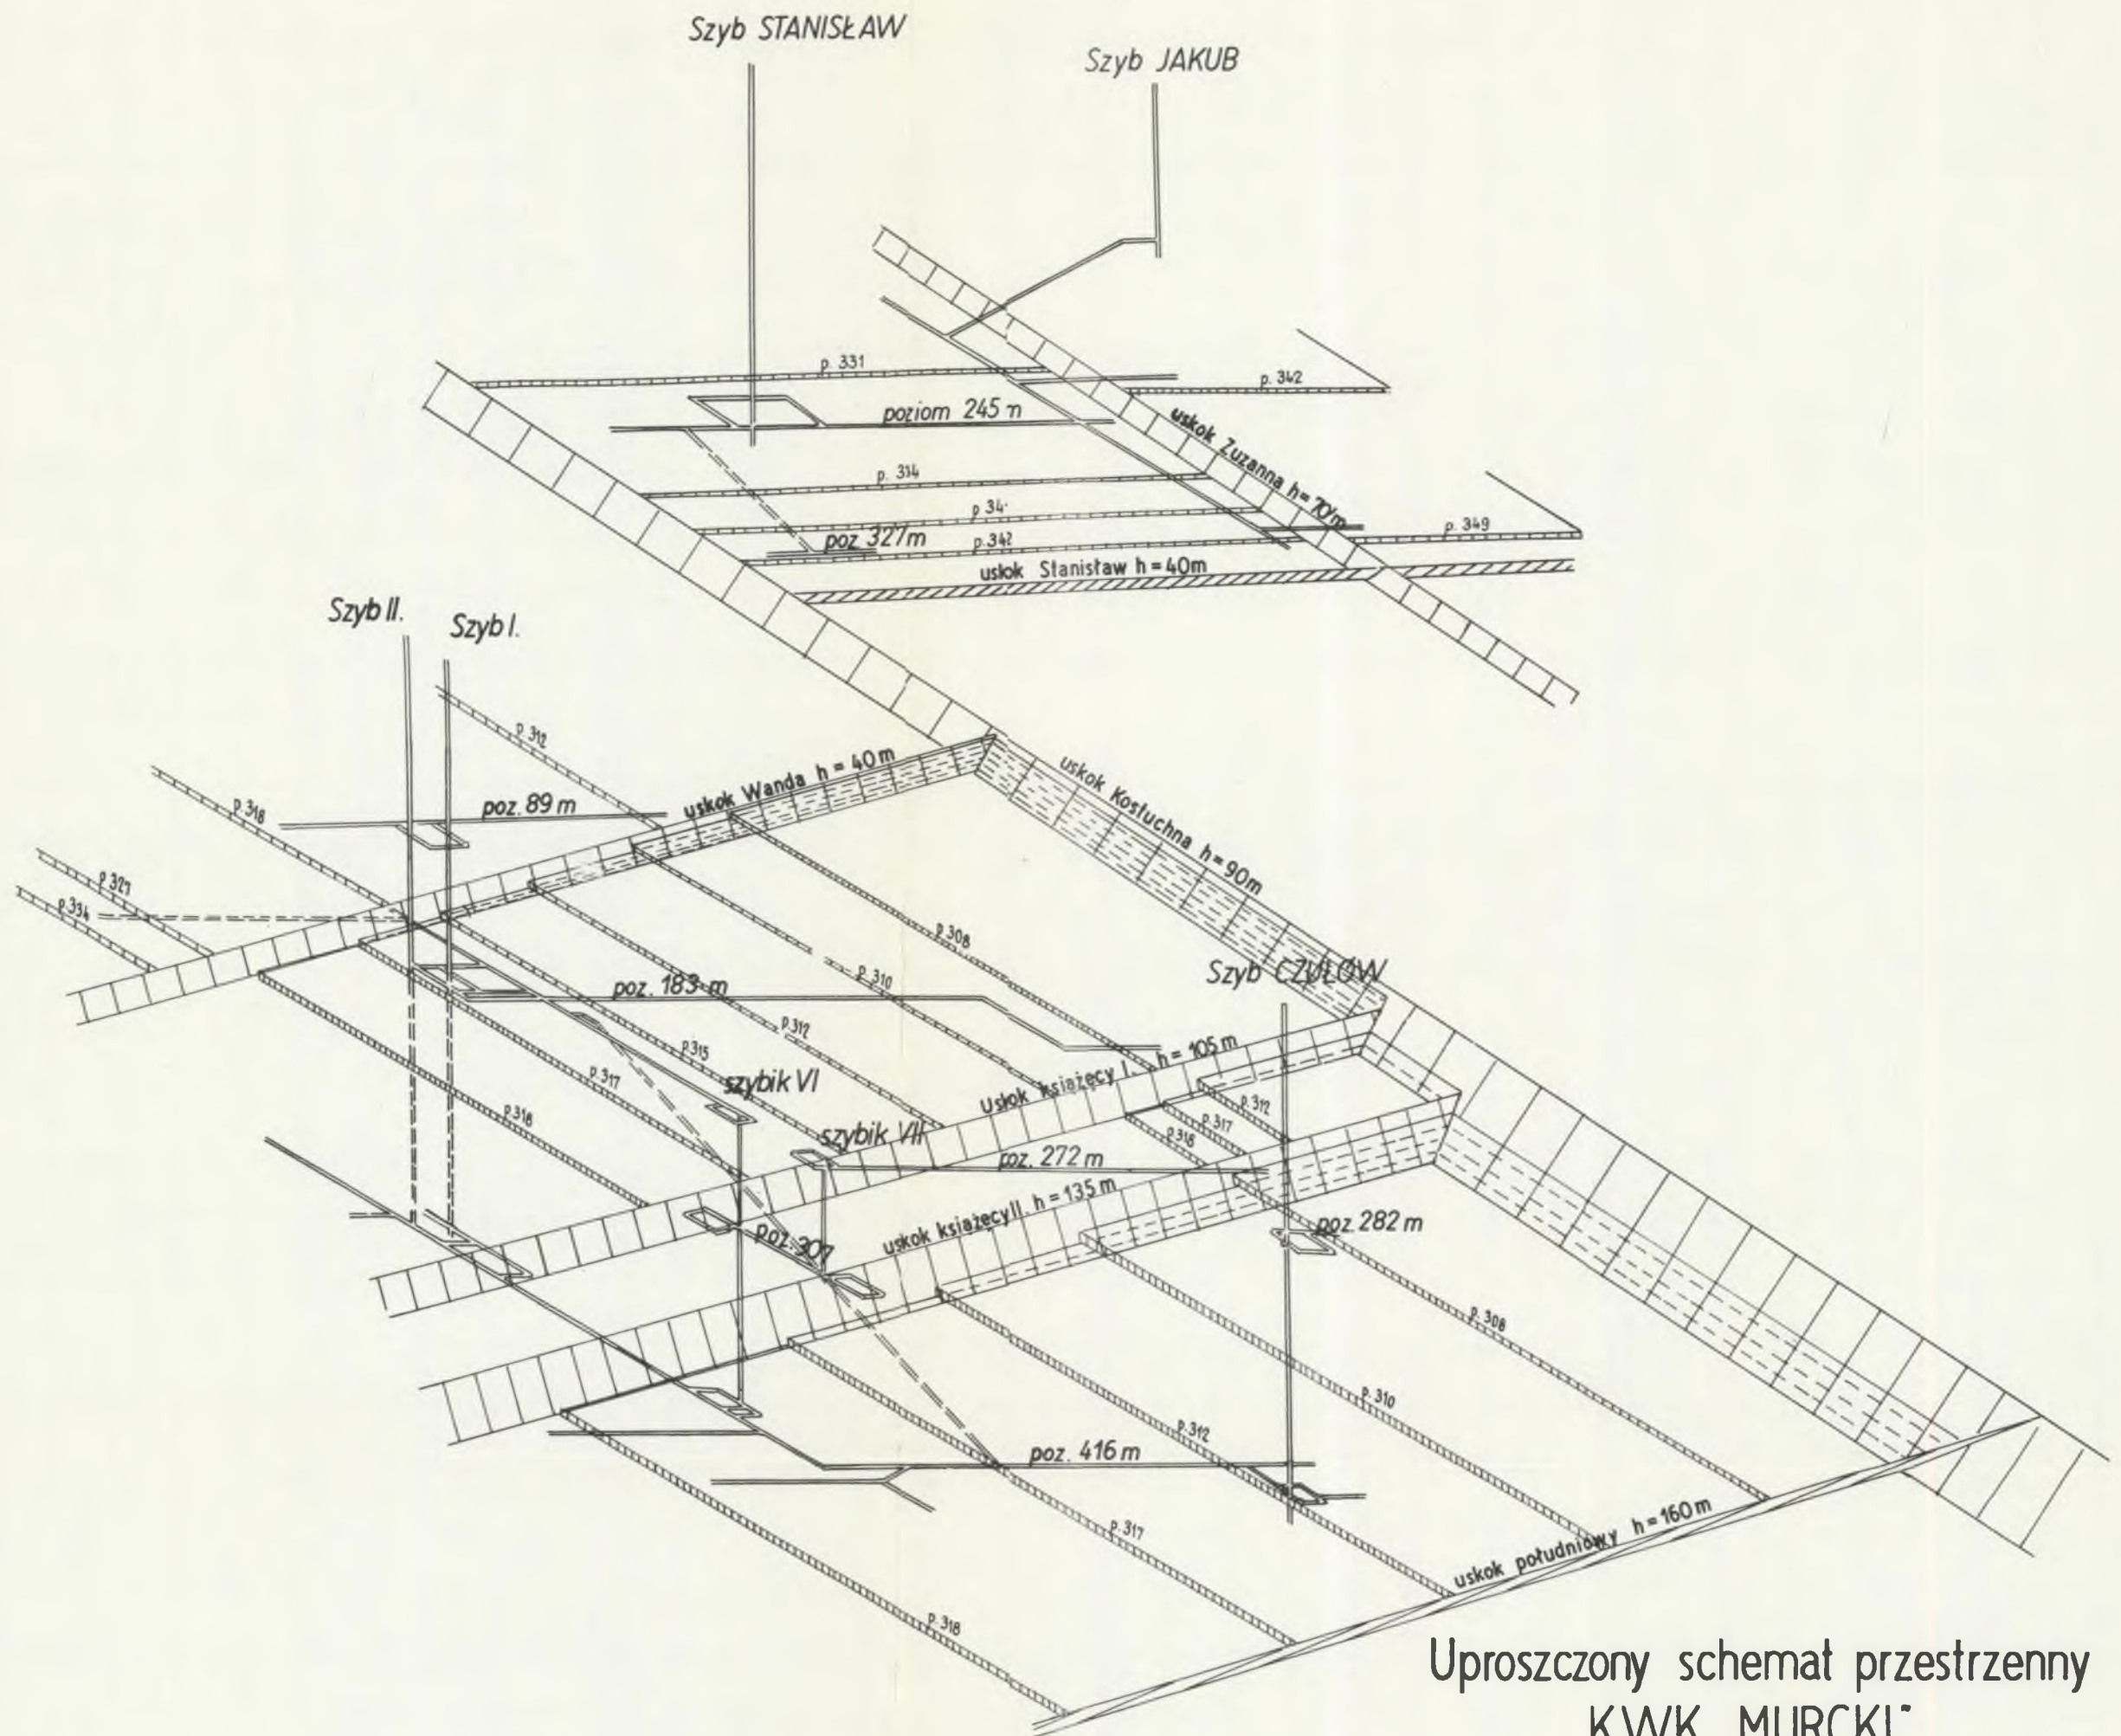 Szyb STANISŁAW
Szyb JAKUB
p. 331
p. 342
poziom 245 m
uskok Zuzanna h = 70 m
p. 334
p. 34
poz 327m
p. 342
p. 349
uskok Stanisław h = 40m
Szyb II.
Szyb I.
p. 312
uskok Wanda h = 40 m
uskok Kostuchna h = 90m
p. 318
poz. 89 m
p. 321
p. 334
p. 308
Szyb CZUŁÓW
poz. 183 m
p. 310
p. 312
p. 315
Uskok książęcy I. h = 105 m
p. 317
szybik VI
p. 312
p. 317
p. 318
p. 318
szybik VII
poz. 272 m
uskok książęcy II. h = 135 m
poz. 282 m
poz. 307
p. 308
p. 310
p. 312
poz. 416 m
p. 317
uskok południowy h = 160 m
p. 318
Uproszczony schemat przestrzenny
KWK MURCKI"